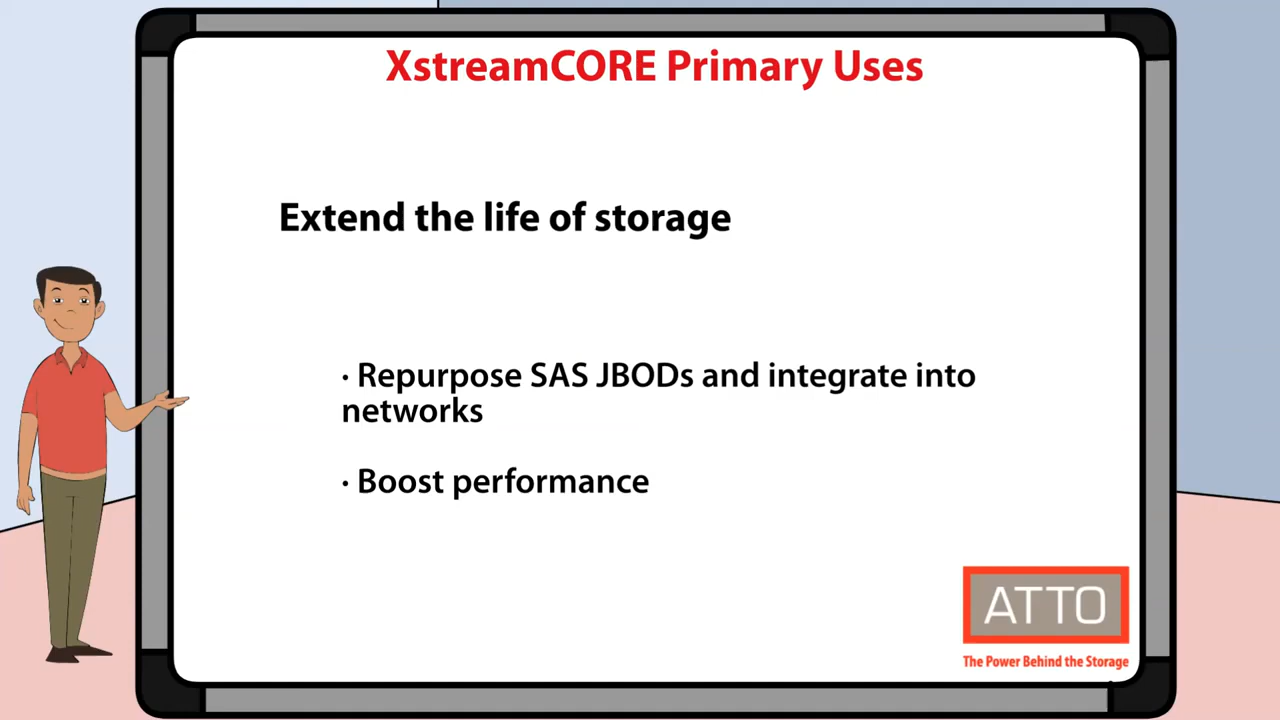 XstreamCORE Primary Uses
Extend the life of storage
· Repurpose SAS JBODs and integrate into
networks
· Boost performance
ATTO
The Power Behind the Storage